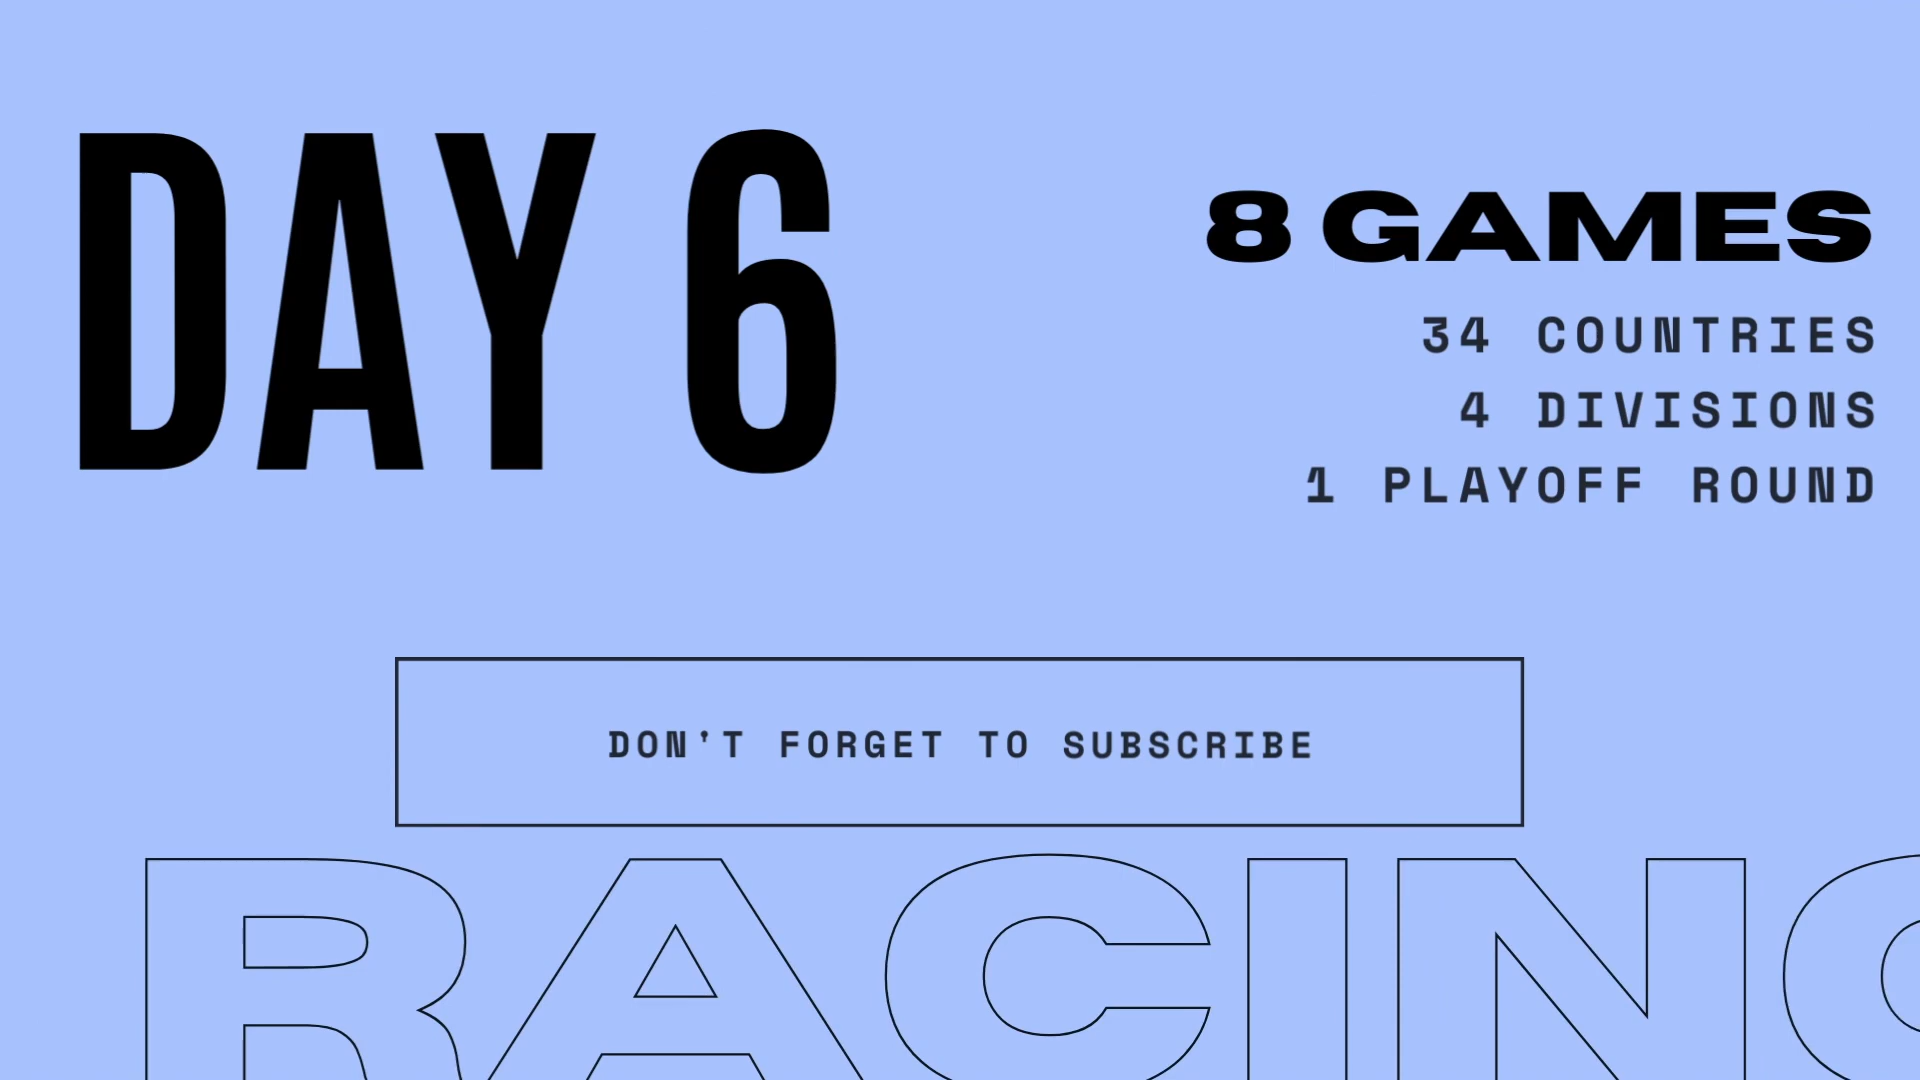 DAY 6
8 GAMES
34 COUNTRIES
4 DIVISIONS
1 PLAYOFF ROUND
DON'T FORGET TO SUBSCRIBE
RACING